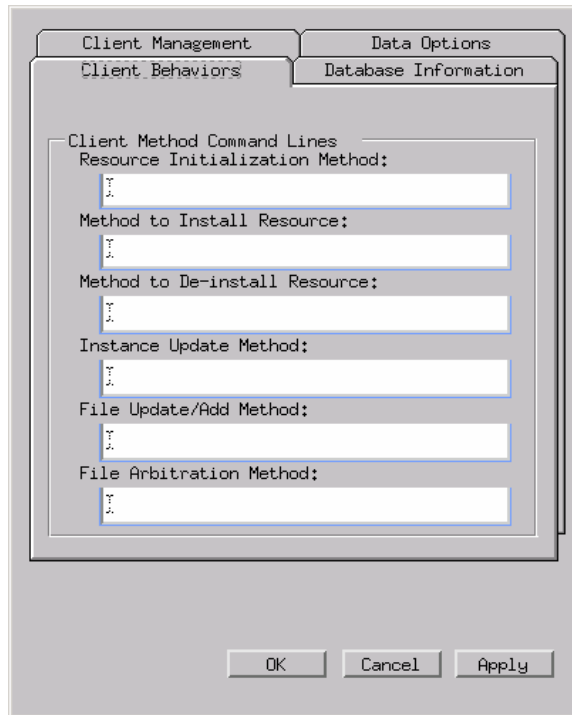 Client Management
Data Options
Client Behaviors
Database Information
Client Method Command Lines
Resource Initialization Method:
Method to Install Resource:
Method to De-install Resource:
Instance Update Method:
File Update/Add Method:
File Arbitration Method:
OK
Cancel
Apply